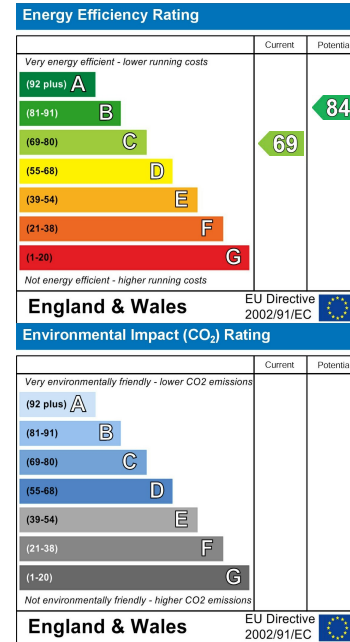 Energy Efficiency Rating
Current Potentia
Very energy efficient - lower running costs
(92 plus) A
(81-91) B 84
(69-80) C 69
(55-68) D
(39-54) E
(21-38) F
(1-20) G
Not energy efficient - higher running costs
England & Wales EU Directive 2002/91/EC
Environmental Impact (CO₂) Rating
Current Potentia
Very environmentally friendly - lower CO2 emissions
(92 plus) A
(81-91) B
(69-80) C
(55-68) D
(39-54) E
(21-38) F
(1-20) G
Not environmentally friendly - higher CO2 emissions
England & Wales EU Directive 2002/91/EC